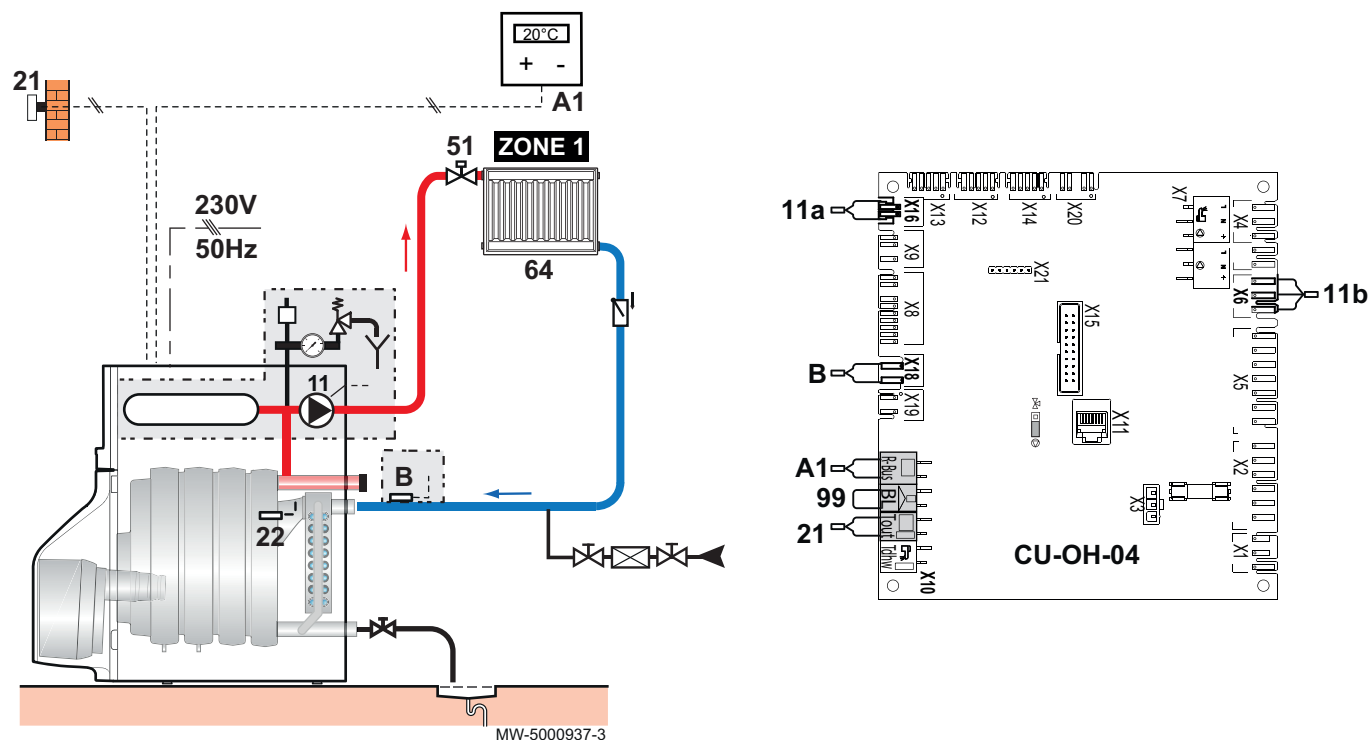 20°C
+ -
A1
21
51
ZONE 1
64
230V
50Hz
11
B
22
MW-5000937-3
X13
X12
X14
X20
X7
X4
11a
X16
X9
X21
X6
11b
X8
X15
X5
B
X18
X19
X11
X2
A1
R-Bus
99
BL
X3
21
Tout
Tdhw
CU-OH-04
X1
X10
L
N
+
L
N
+